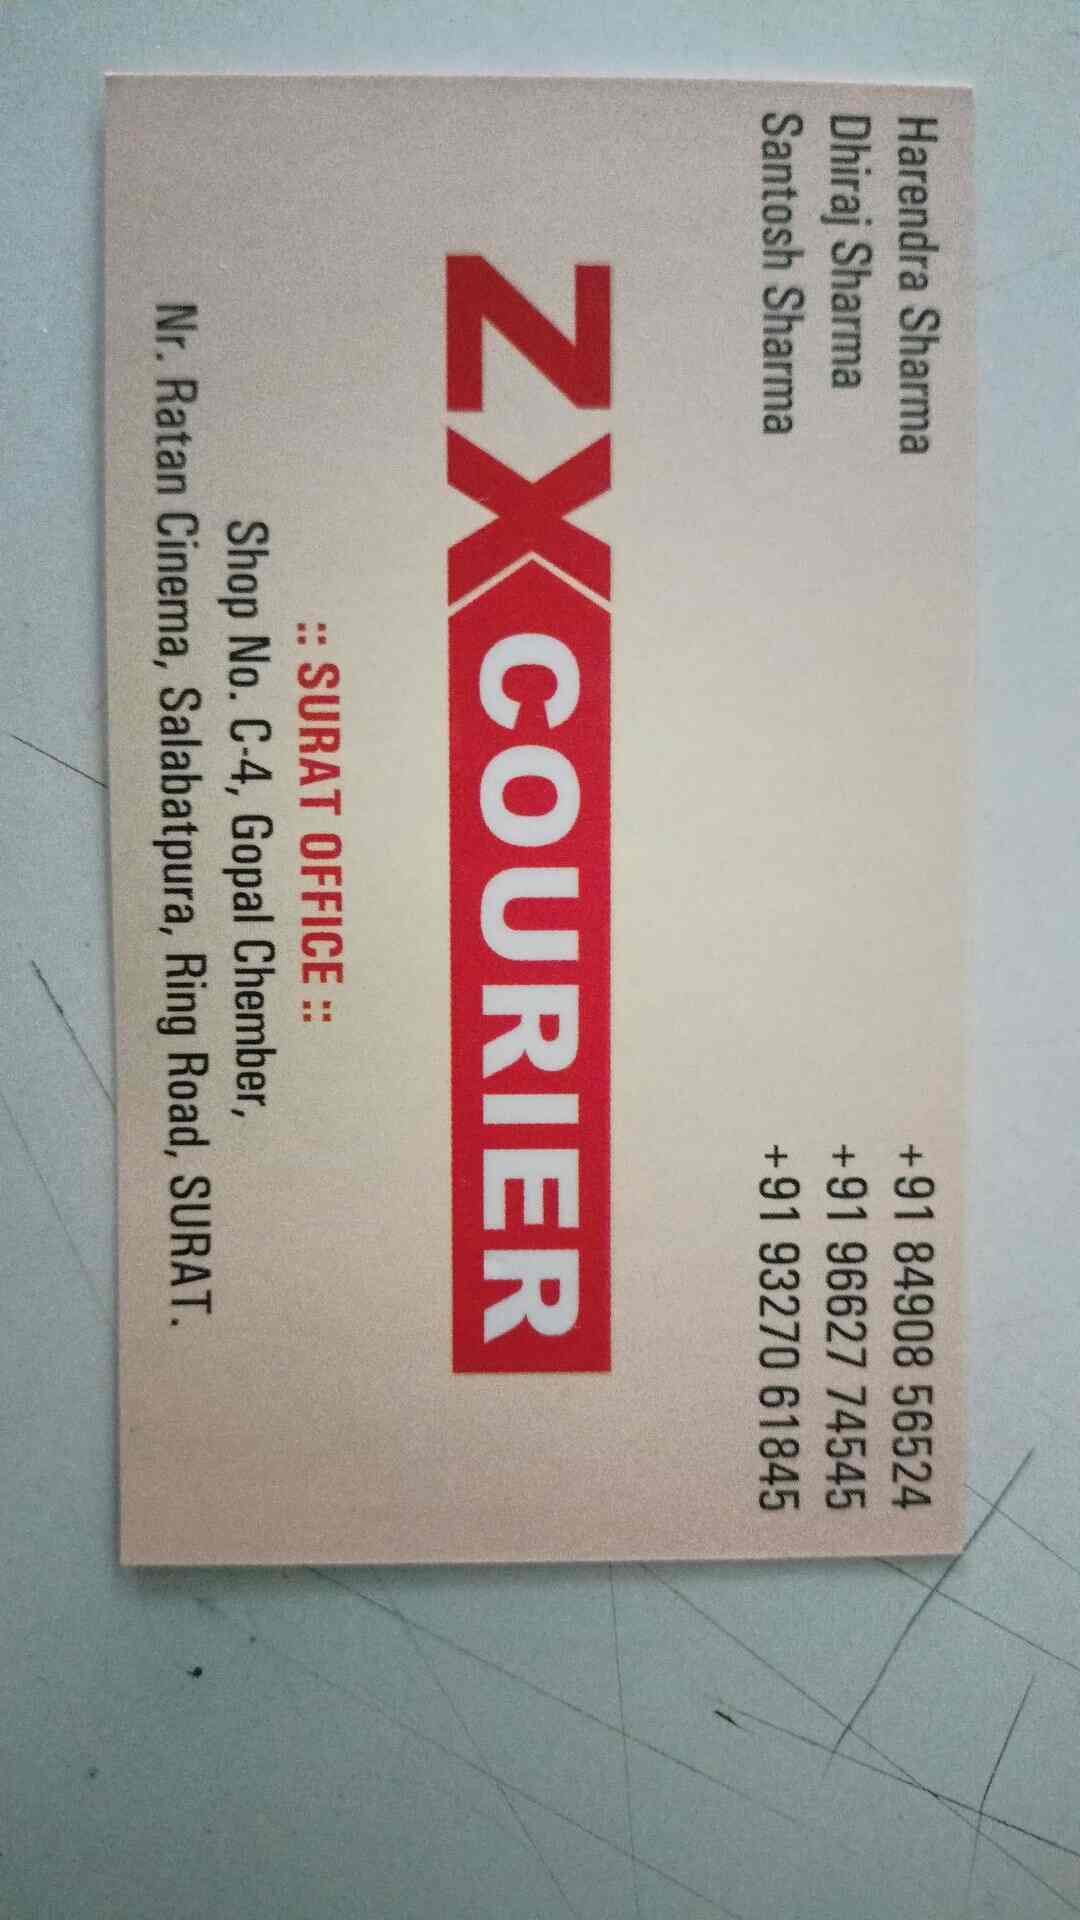 Harendra Sharma +91 84908 56524
Dhiraj Sharma +91 96627 74545
Santosh Sharma +91 93270 61845
ZX COURIER
:: SURAT OFFICE ::
Shop No. C-4, Gopal Chember,
Nr. Ratan Cinema, Salabatpura, Ring Road, SURAT.